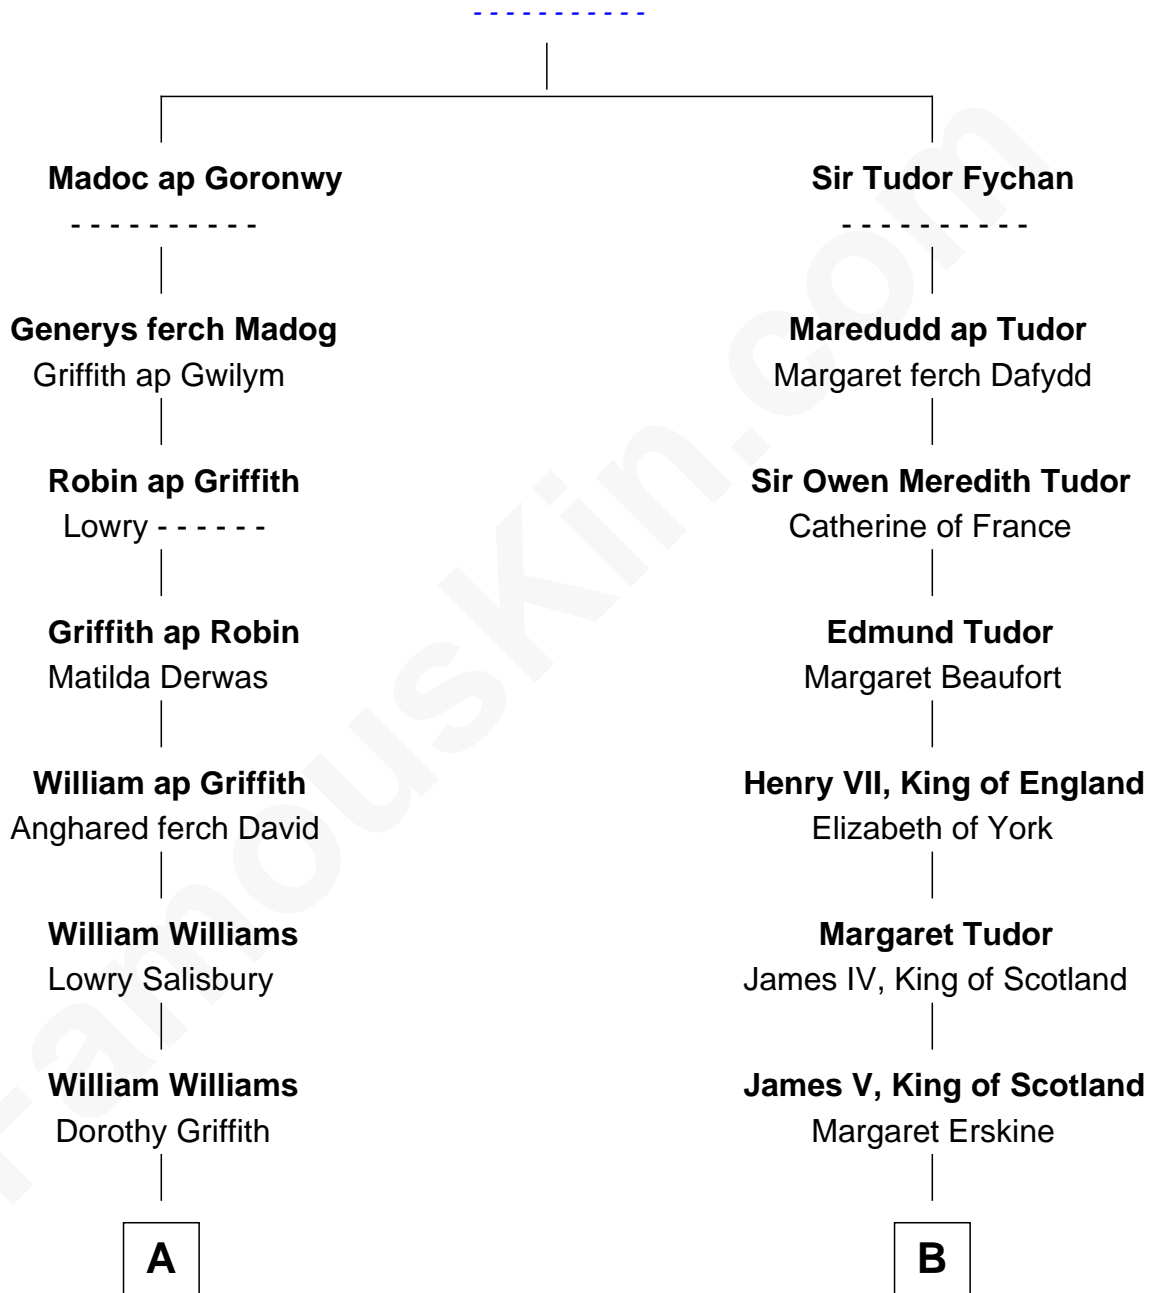 - - - - - - - - - - -
Madoc ap Goronwy
- - - - - - - - - -
Generys ferch Madog
Griffith ap Gwilym
Robin ap Griffith
Lowry - - - - - -
Griffith ap Robin
Matilda Derwas
William ap Griffith
Anghared ferch David
William Williams
Lowry Salisbury
William Williams
Dorothy Griffith
A
Sir Tudor Fychan
- - - - - - - - - -
Maredudd ap Tudor
Margaret ferch Dafydd
Sir Owen Meredith Tudor
Catherine of France
Edmund Tudor
Margaret Beaufort
Henry VII, King of England
Elizabeth of York
Margaret Tudor
James IV, King of Scotland
James V, King of Scotland
Margaret Erskine
B
FamousKin.com